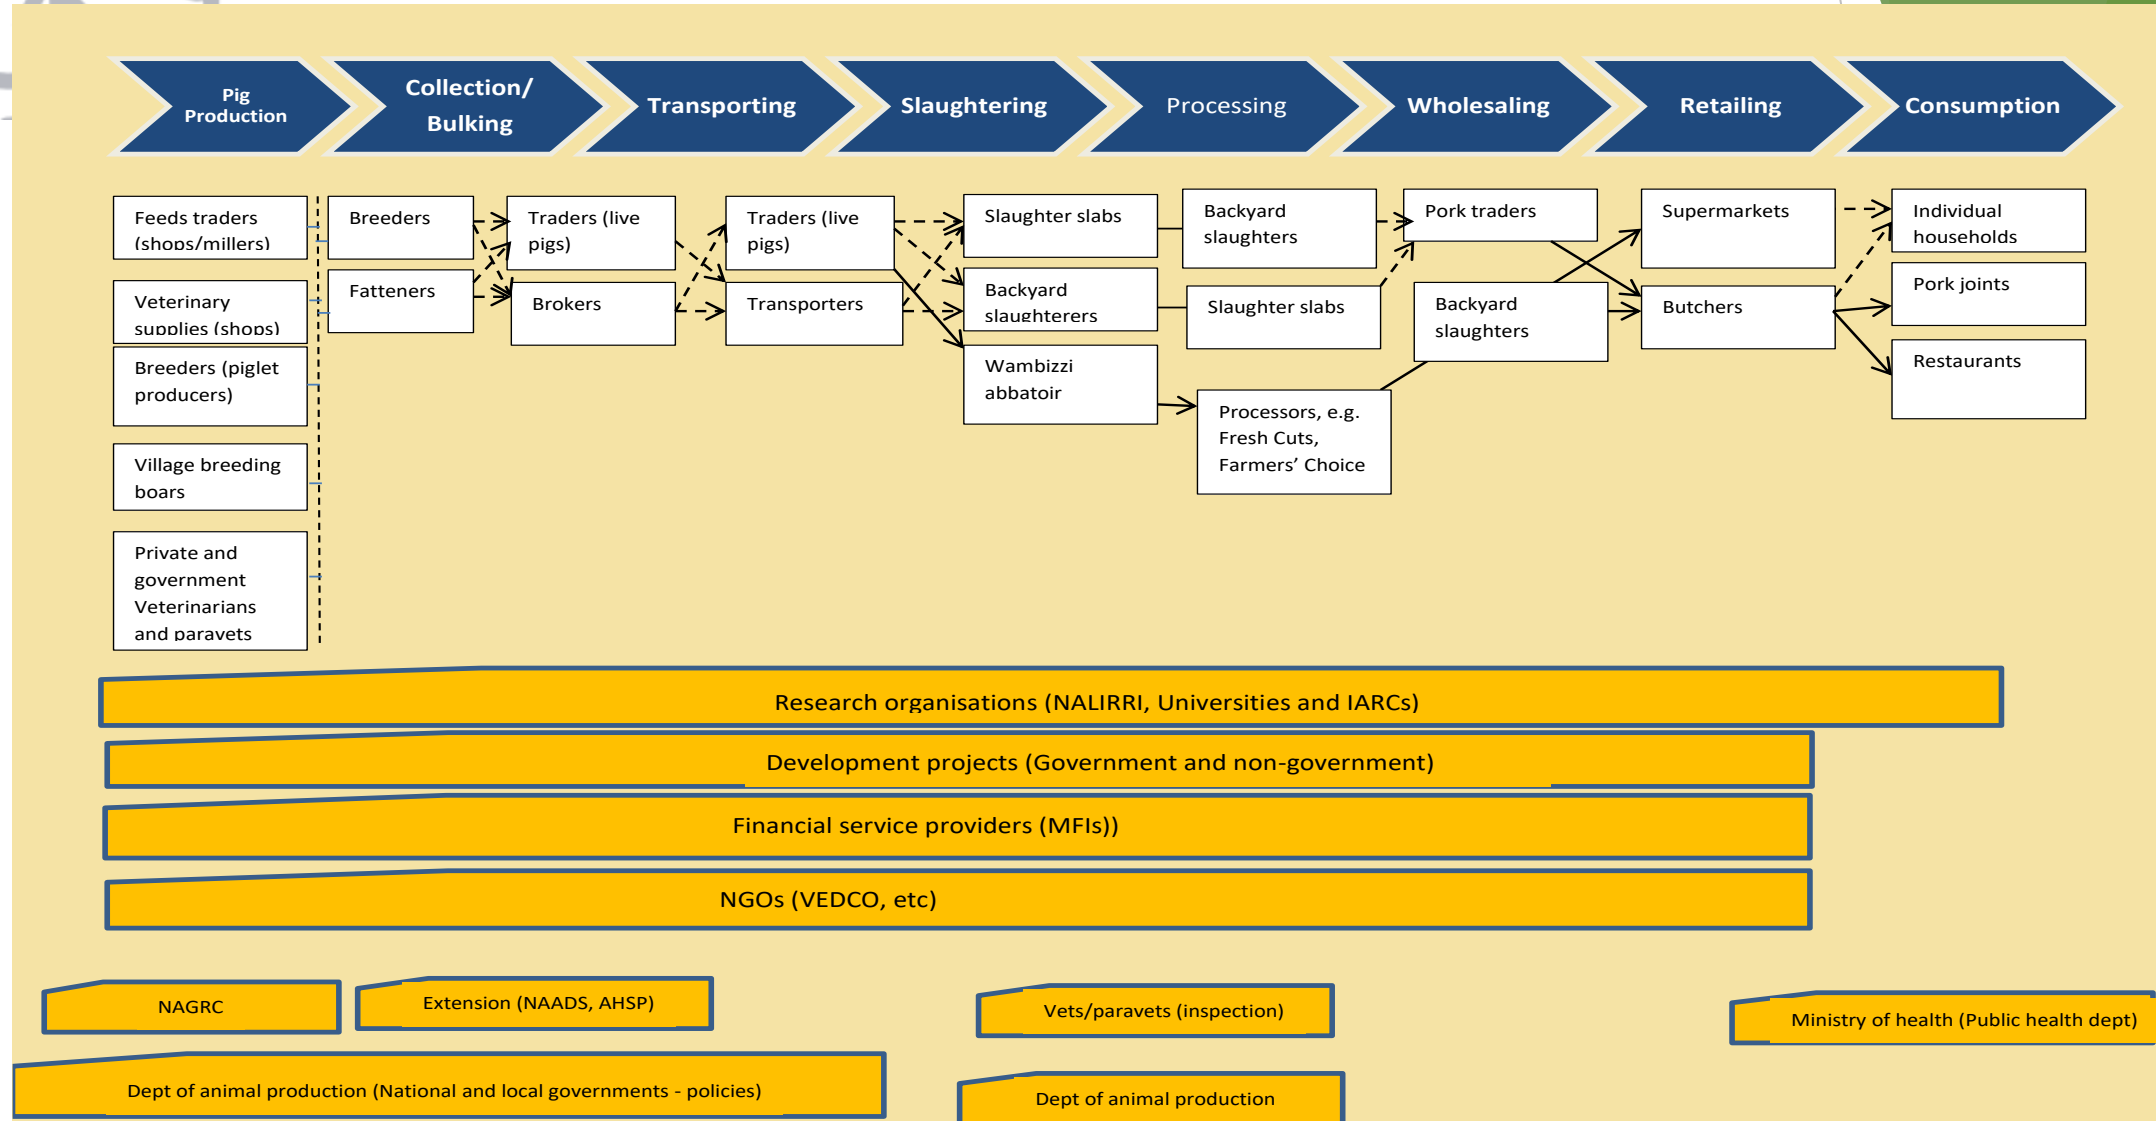 Pig
Production
Collection/
Bulking
Transporting
Slaughtering
Processing
Wholesaling
Retailing
Consumption
Feeds traders
(shops/millers)
Veterinary
supplies (shops)
Breeders (piglet
producers)
Village breeding
boars
Private and
government
Veterinarians
and paravets
Breeders
Fatteners
Traders (live
pigs)
Brokers
Traders (live
pigs)
Transporters
Slaughter slabs
Backyard
slaughterers
Wambizzi
abbatoir
Backyard
slaughters
Slaughter slabs
Processors, e.g.
Fresh Cuts,
Farmers’ Choice
Pork traders
Backyard
slaughters
Supermarkets
Butchers
Individual
households
Pork joints
Restaurants
Research organisations (NALIRRI, Universities and IARCs)
Development projects (Government and non-government)
Financial service providers (MFIs))
NGOs (VEDCO, etc)
NAGRC
Extension (NAADS, AHSP)
Vets/paravets (inspection)
Ministry of health (Public health dept)
Dept of animal production (National and local governments - policies)
Dept of animal production